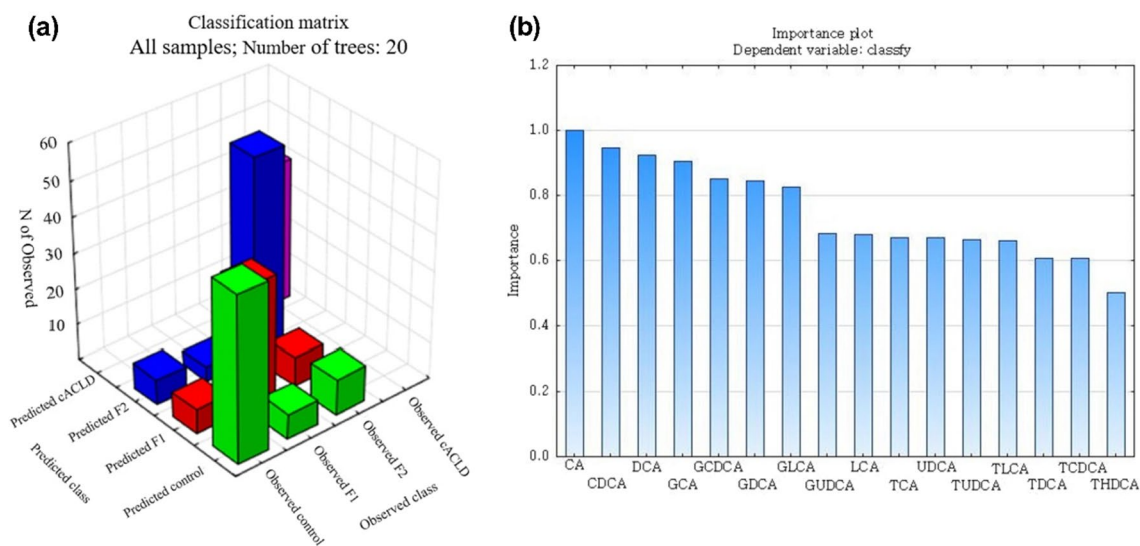 (a)
Classification matrix
All samples; Number of trees: 20
60
50
40
30
20
10
N of Observed
Predicted cACLD
Predicted F2
Predicted F1
Predicted control
Predicted class
Observed control
Observed F1
Observed F2
Observed cACLD
Observed class
(b)
Importance plot
Dependent variable: classfy
1.2
1.0
0.8
0.6
0.4
0.2
0.0
Importance
CA DCA GCDCA GLCA LCA UDCA TLCA TCDCA
CDCA GCA GDCA GUDCA TCA TUDCA TDCA THDCA